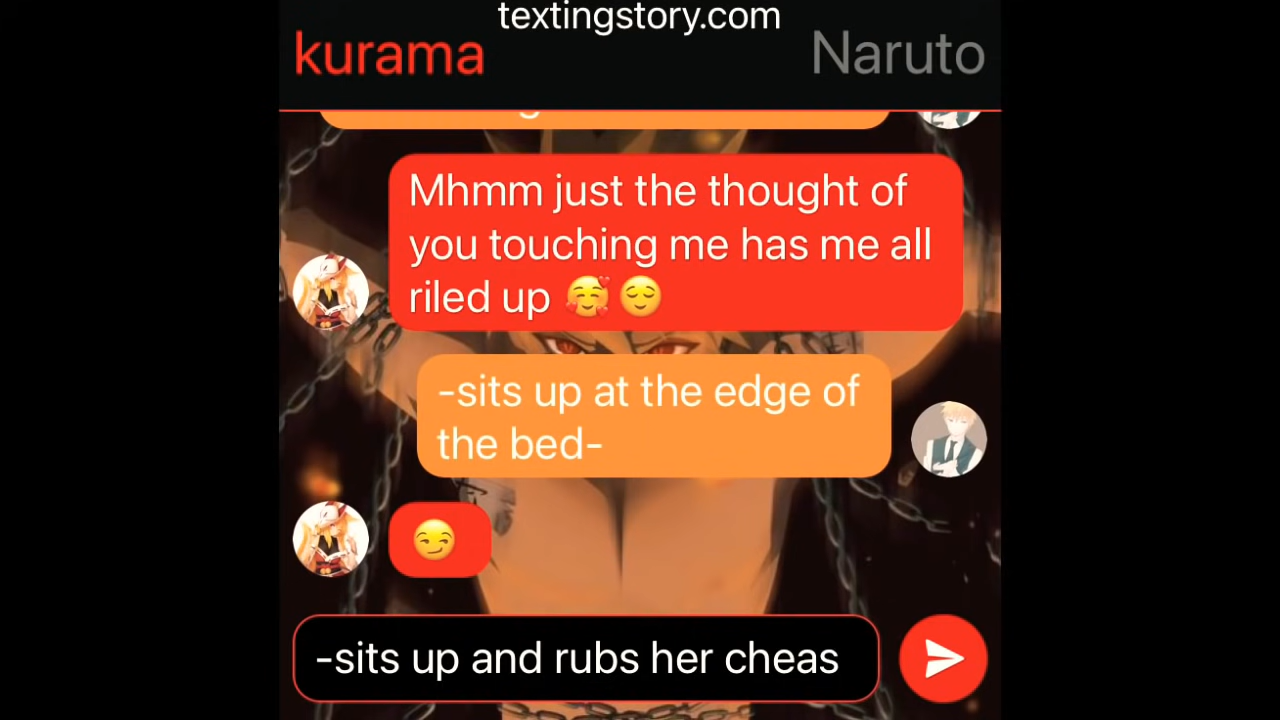 textingstory.com
kurama
Naruto
Mhmm just the thought of
you touching me has me all
riled up 🥰 😌
-sits up at the edge of
the bed-
😏
-sits up and rubs her cheas